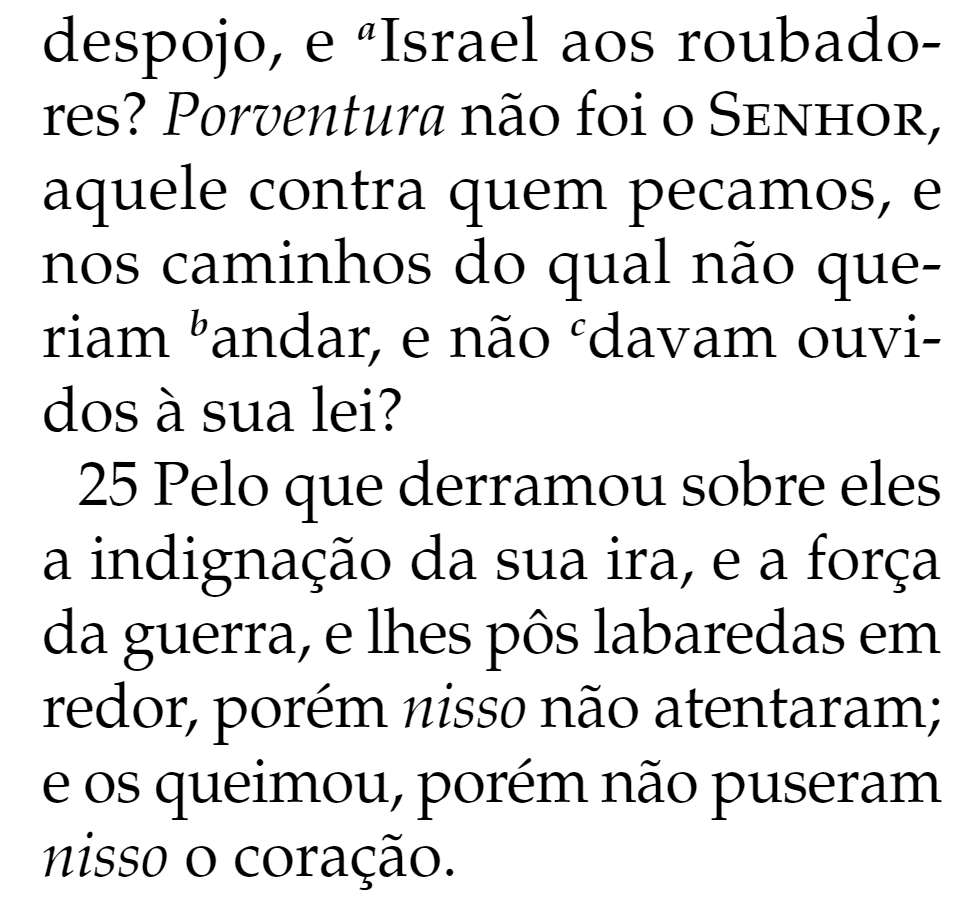 despojo, e aIsrael aos roubado-
res? Porventura não foi o SENHOR,
aquele contra quem pecamos, e
nos caminhos do qual não que-
riam bandar, e não cdavam ouvi-
dos à sua lei?
25 Pelo que derramou sobre eles
a indignação da sua ira, e a força
da guerra, e lhes pôs labaredas em
redor, porém nisso não atentaram;
e os queimou, porém não puseram
nisso o coração.